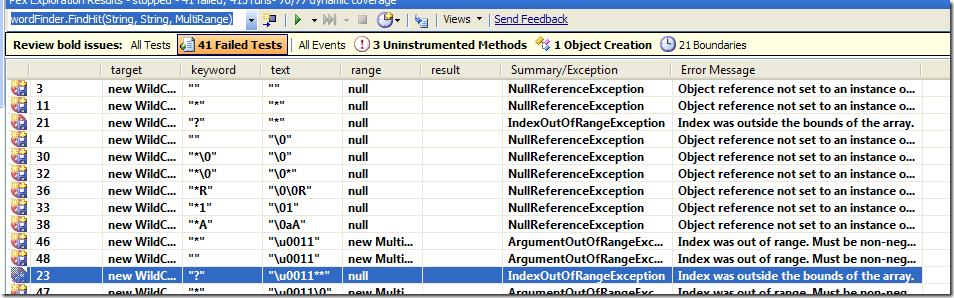 Pex Exploration Results - stopped - 41 failed, 415 runs- 76/77 dynamic coverage
wordFinder.FindHit(String, String, MultiRange) Views Send Feedback
Review bold issues: All Tests 41 Failed Tests All Events 3 Uninstrumented Methods 1 Object Creation 21 Boundaries
target keyword text range result Summary/Exception Error Message
3 new WildC... "" "" null NullReferenceException Object reference not set to an instance o...
11 new WildC... "*" "*" null NullReferenceException Object reference not set to an instance o...
21 new WildC... "?" "*" null IndexOutOfRangeException Index was outside the bounds of the array.
4 new WildC... "" "\0" null NullReferenceException Object reference not set to an instance o...
30 new WildC... "*\0" "\0" null NullReferenceException Object reference not set to an instance o...
32 new WildC... "*\0" "\0*" null NullReferenceException Object reference not set to an instance o...
36 new WildC... "*R" "\0\0R" null NullReferenceException Object reference not set to an instance o...
33 new WildC... "*1" "\01" null NullReferenceException Object reference not set to an instance o...
38 new WildC... "*A" "\0aA" null NullReferenceException Object reference not set to an instance o...
46 new WildC... "*" "\u0011" new Multi... ArgumentOutOfRangeExc... Index was out of range. Must be non-neg...
48 new WildC... "" "\u0011" new Multi... ArgumentOutOfRangeExc... Index was out of range. Must be non-neg...
23 new WildC... "?" "\u0011**" null IndexOutOfRangeException Index was outside the bounds of the array.
47 new WildC... "*" "\u0011\0" new Multi... ArgumentOutOfRangeExc... Index was out of range. Must be non-neg...